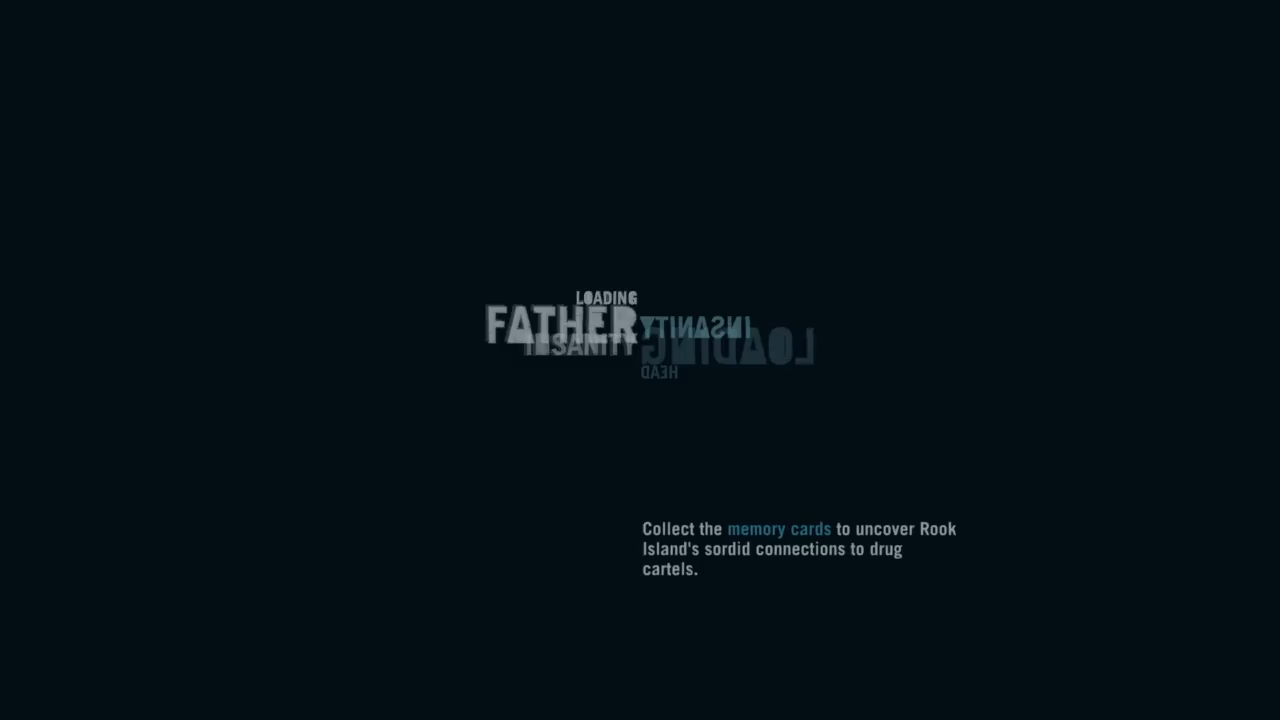 LOADING
FATHER
INSANITY
INSANITY
LOADING
HEAD
Collect the memory cards to uncover Rook
Island's sordid connections to drug
cartels.